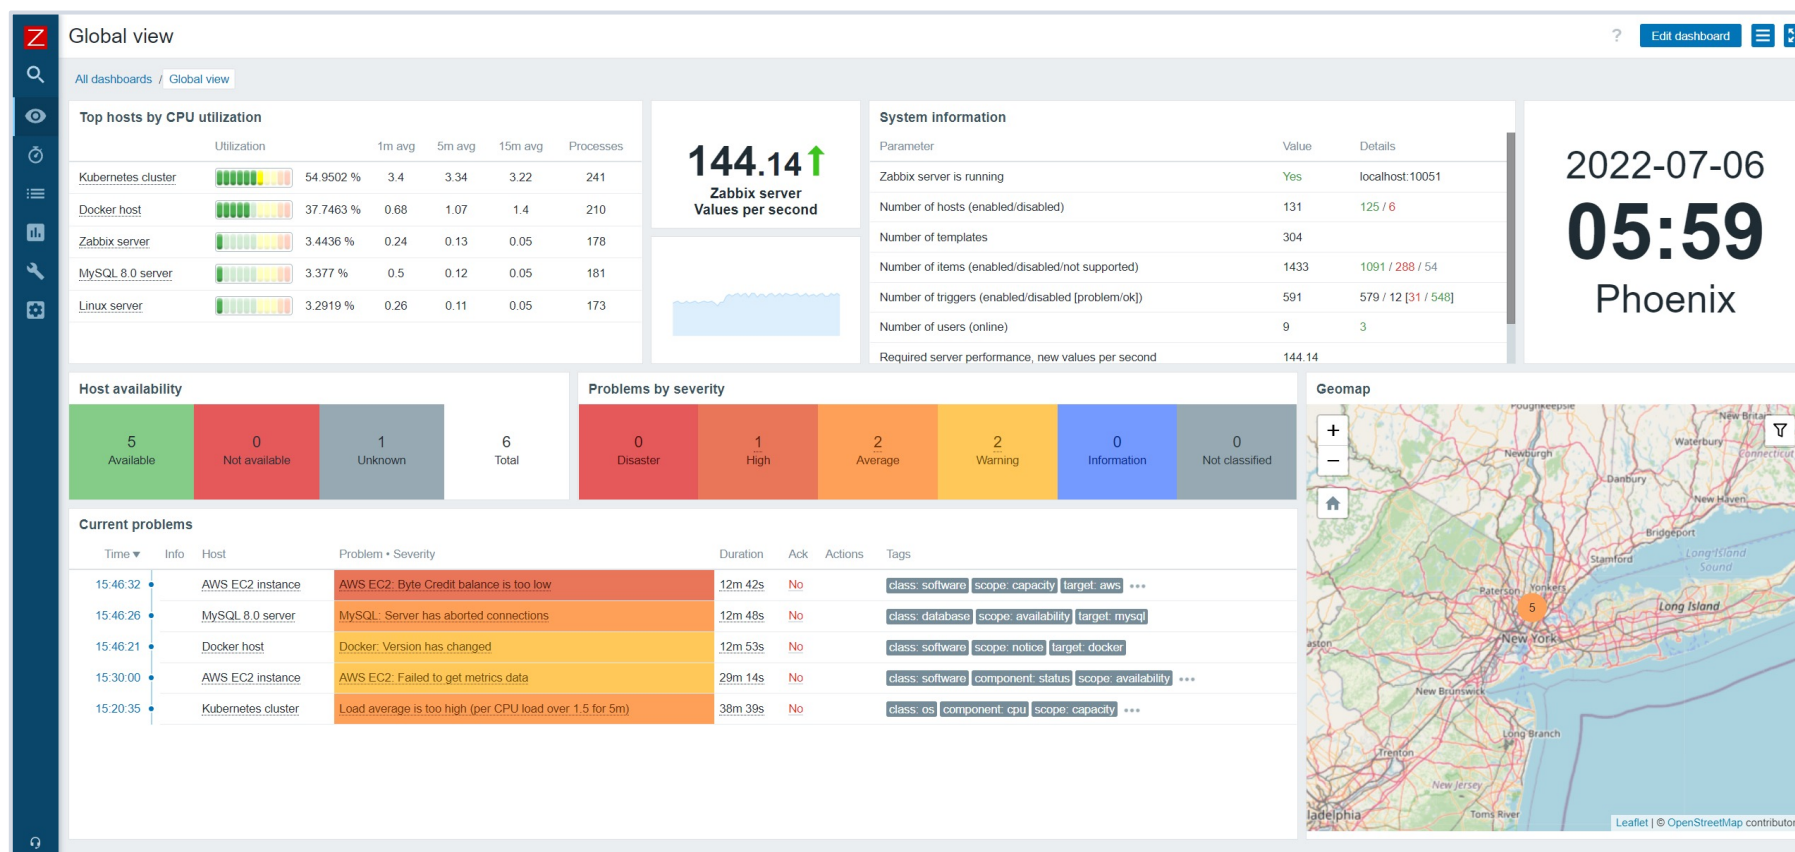 Z
Global view
? Edit dashboard
All dashboards / Global view
Top hosts by CPU utilization
Utilization 1m avg 5m avg 15m avg Processes
Kubernetes cluster 54.9502 % 3.4 3.34 3.22 241
Docker host 37.7463 % 0.68 1.07 1.4 210
Zabbix server 3.4436 % 0.24 0.13 0.05 178
MySQL 8.0 server 3.377 % 0.5 0.12 0.05 181
Linux server 3.2919 % 0.26 0.11 0.05 173
144.14
Zabbix server
Values per second
System information
Parameter Value Details
Zabbix server is running Yes localhost:10051
Number of hosts (enabled/disabled) 131 125 / 6
Number of templates 304
Number of items (enabled/disabled/not supported) 1433 1091 / 288 / 54
Number of triggers (enabled/disabled [problem/ok]) 591 579 / 12 [31 / 548]
Number of users (online) 9 3
Required server performance, new values per second 144.14
2022-07-06
05:59
Phoenix
Host availability
5 0 1 6
Available Not available Unknown Total
Problems by severity
0 1 2 2 0 0
Disaster High Average Warning Information Not classified
Current problems
Time ▼ Info Host Problem • Severity Duration Ack Actions Tags
15:46:32 AWS EC2 instance AWS EC2: Byte Credit balance is too low 12m 42s No class: software scope: capacity target: aws •••
15:46:26 MySQL 8.0 server MySQL: Server has aborted connections 12m 48s No class: database scope: availability target: mysql
15:46:21 Docker host Docker: Version has changed 12m 53s No class: software scope: notice target: docker
15:30:00 AWS EC2 instance AWS EC2: Failed to get metrics data 29m 14s No class: software component: status scope: availability •••
15:20:35 Kubernetes cluster Load average is too high (per CPU load over 1.5 for 5m) 38m 39s No class: os component: cpu scope: capacity •••
Geomap
+
−
Poughkeepsie
New Britai
Waterbury
Connecticut
Newburgh
Danbury
New Haven
Bridgeport
Long Island
Sound
Stamford
Yonkers
Paterson
5
Long Island
New York
aston
New Brunswick
Long Branch
Trenton
New Jersey
Toms River
ladelphia
Leaflet | © OpenStreetMap contributor